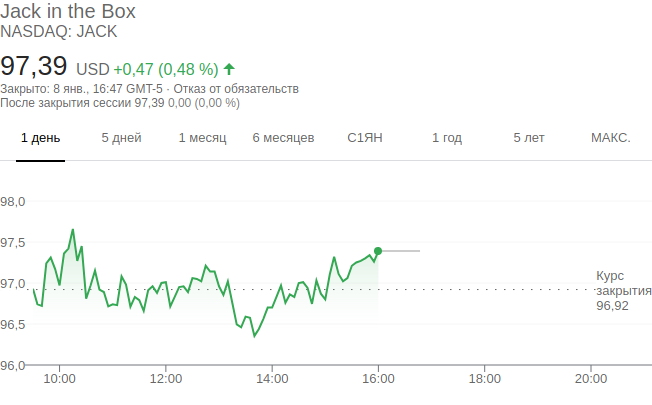 Jack in the Box
NASDAQ: JACK
97,39 USD +0,47 (0,48 %)
Закрыто: 8 янв., 16:47 GMT-5 · Отказ от обязательств
После закрытия сессии 97,39 0,00 (0,00 %)
1 день 5 дней 1 месяц 6 месяцев С1ЯН 1 год 5 лет МАКС.
98,0
97,5
97,0
96,5
96,0
Курс
закрытия
96,92
10:00 12:00 14:00 16:00 18:00 20:00